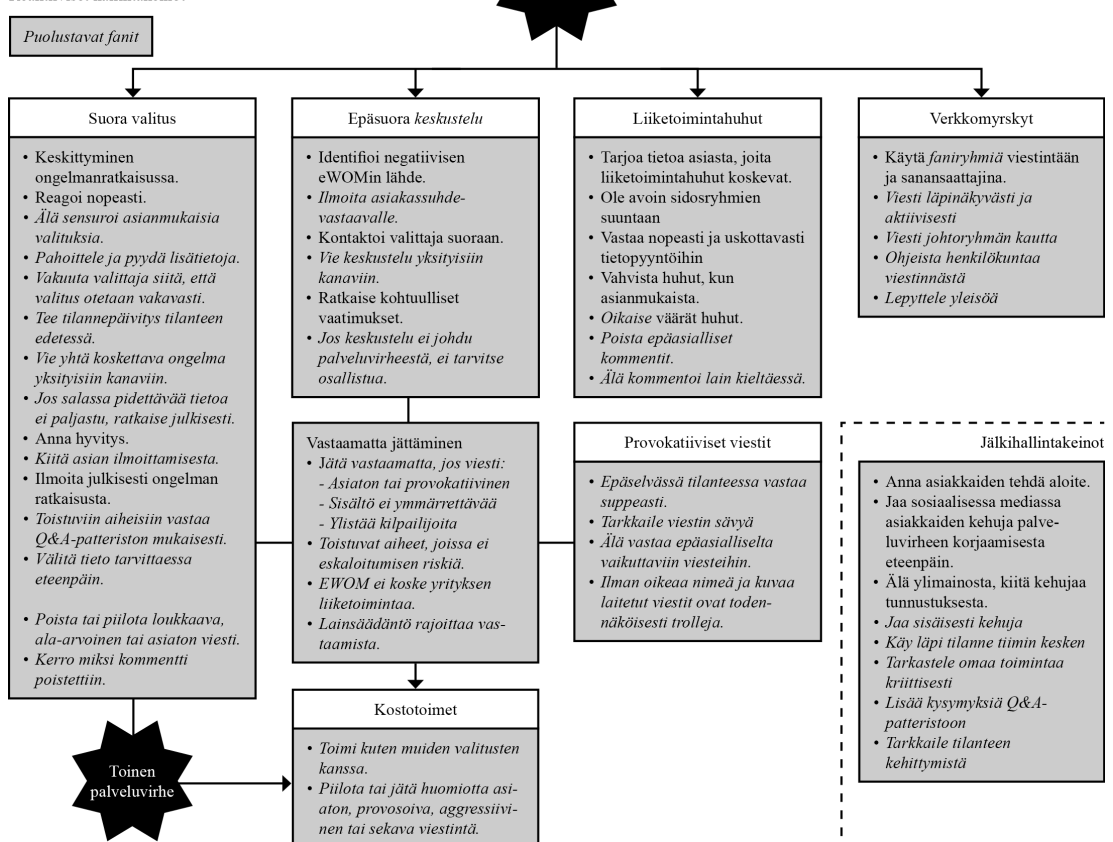 Puolustavat fanit
Suora valitus
• Keskittyminen
ongelmanratkaisussa.
• Reagoi nopeasti.
• Älä sensuroi asianmukaisia
valituksia.
• Pahoittele ja pyydä lisätietoja.
• Vakuuta valittaja siitä, että
valitus otetaan vakavasti.
• Tee tilannepäivitys tilanteen
edetessä.
• Vie yhtä koskettava ongelma
yksityisiin kanaviin.
• Jos salassa pidettävää tietoa
ei paljastu, ratkaise julkisesti.
• Anna hyvitys.
• Kiitä asian ilmoittamisesta.
• Ilmoita julkisesti ongelman
ratkaisusta.
• Toistuviin aiheisiin vastaa
Q&A-patteriston mukaisesti.
• Välitä tieto tarvittaessa
eteenpäin.
• Poista tai piilota loukkaava,
ala-arvoinen tai asiaton viesti.
• Kerro miksi kommentti
poistettiin.
Epäsuora keskustelu
• Identifioi negatiivisen
eWOMin lähde.
• Ilmoita asiakassuhde-
vastaavalle.
• Kontaktoi valittaja suoraan.
• Vie keskustelu yksityisiin
kanaviin.
• Ratkaise kohtuulliset
vaatimukset.
• Jos keskustelu ei johdu
palveluvirheestä, ei tarvitse
osallistua.
Liiketoimintahuhut
• Tarjoa tietoa asiasta, joita
liiketoimintahuhut koskevat.
• Ole avoin sidosryhmien
suuntaan
• Vastaa nopeasti ja uskottavasti
tietopyyntöihin
• Vahvista huhut, kun
asianmukaista.
• Oikaise väärät huhut.
• Poista epäasialliset
kommentit.
• Älä kommentoi lain kieltäessä.
Verkkomyrskyt
• Käytä faniryhmiä viestintään
ja sanansaattajina.
• Viesti läpinäkyvästi ja
aktiivisesti
• Viesti johtoryhmän kautta
• Ohjeista henkilökuntaa
viestinnästä
• Lepyttele yleisöä
Vastaamatta jättäminen
• Jätä vastaamatta, jos viesti:
- Asiaton tai provokatiivinen
- Sisältö ei ymmärrettävää
- Ylistää kilpailijoita
• Toistuvat aiheet, joissa ei
eskaloitumisen riskiä.
• EWOM ei koske yrityksen
liiketoimintaa.
• Lainsäädäntö rajoittaa vas-
taamista.
Provokatiiviset viestit
• Epäselvässä tilanteessa vastaa
suppeasti.
• Tarkkaile viestin sävyä
• Älä vastaa epäasialliselta
vaikuttaviin viesteihin.
• Ilman oikeaa nimeä ja kuvaa
laitetut viestit ovat toden-
näköisesti trolleja.
Jälkihallintakeinot
• Anna asiakkaiden tehdä aloite.
• Jaa sosiaalisessa mediassa
asiakkaiden kehuja palve-
luvirheen korjaamisesta
eteenpäin.
• Älä ylimainosta, kiitä kehujaa
tunnustuksesta.
• Jaa sisäisesti kehuja
• Käy läpi tilanne tiimin kesken
• Tarkastele omaa toimintaa
kriittisesti
• Lisää kysymyksiä Q&A-
patteristoon
• Tarkkaile tilanteen
kehittymistä
Toinen
palveluvirhe
Kostotoimet
• Toimi kuten muiden valitusten
kanssa.
• Piilota tai jätä huomiotta asi-
aton, provosoiva, aggressiivi-
nen tai sekava viestintä.